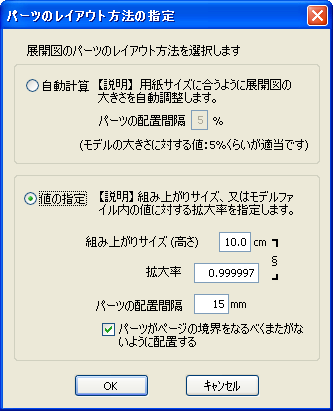 パーツのレイアウト方法の指定
展開図のパーツのレイアウト方法を選択します
自動計算 【説明】用紙サイズに合うように展開図の
大きさを自動調整します。
パーツの配置間隔 5 %
(モデルの大きさに対する値:5%くらいが適当です)
値の指定 【説明】組み上がりサイズ、又はモデルファ
イル内の値に対する拡大率を指定します。
組み上がりサイズ(高さ) 10.0 cm
拡大率 0.999997
パーツの配置間隔 15 mm
パーツがページの境界をなるべくまたがな
いように配置する
OK キャンセル